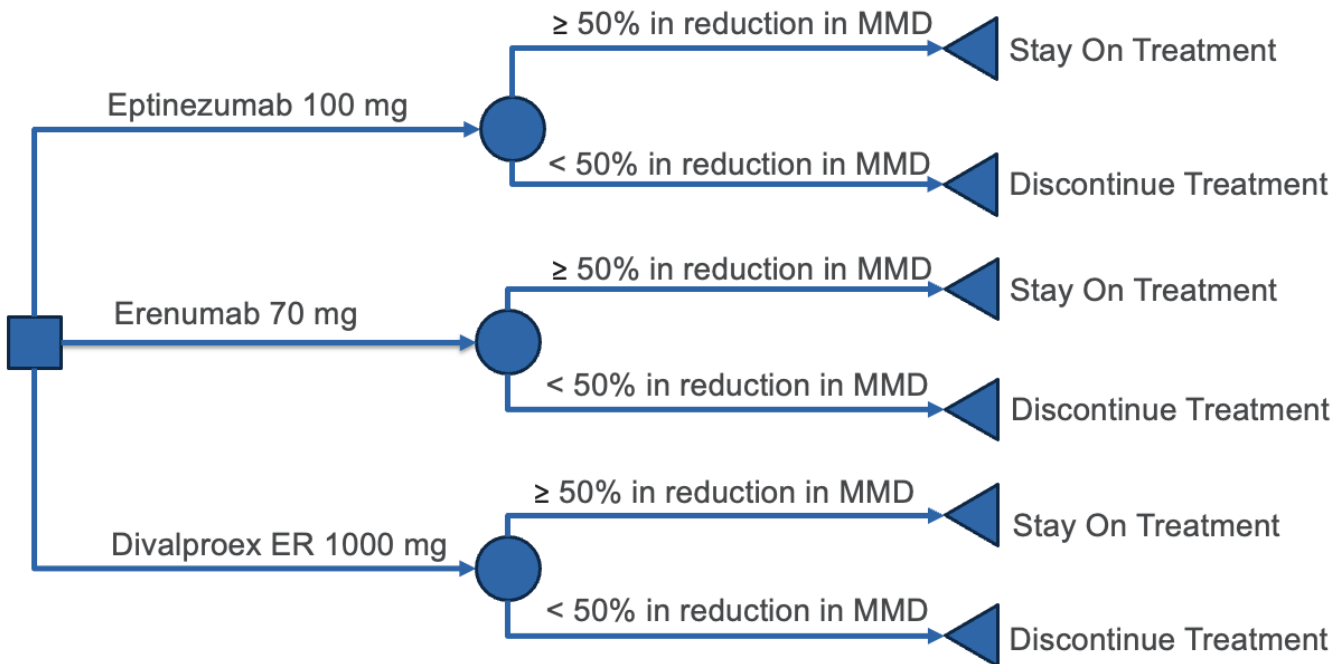 ≥ 50% in reduction in MMD
Stay On Treatment
Eptinezumab 100 mg
< 50% in reduction in MMD
Discontinue Treatment
≥ 50% in reduction in MMD
Stay On Treatment
Erenumab 70 mg
< 50% in reduction in MMD
Discontinue Treatment
≥ 50% in reduction in MMD
Stay On Treatment
Divalproex ER 1000 mg
< 50% in reduction in MMD
Discontinue Treatment